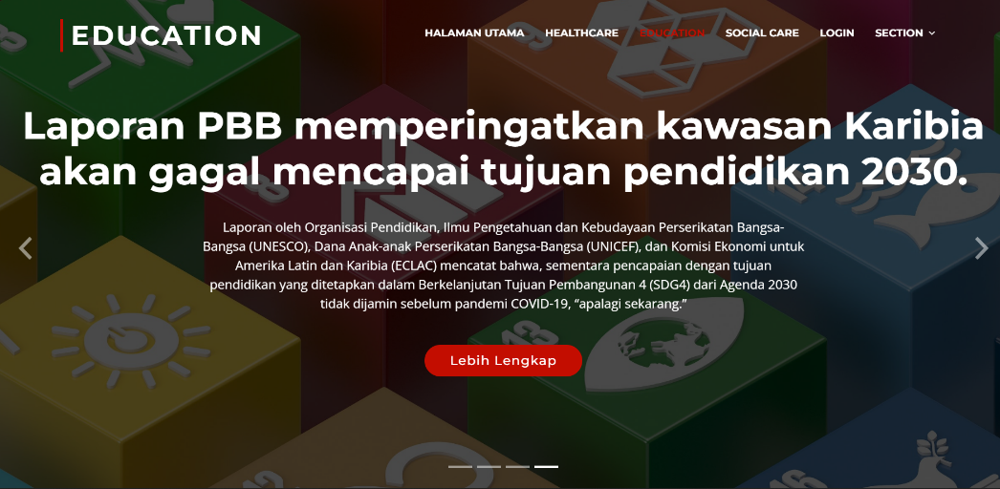 EDUCATION
HALAMAN UTAMA HEALTHCARE EDUCATION SOCIAL CARE LOGIN SECTION
Laporan PBB memperingatkan kawasan Karibia
akan gagal mencapai tujuan pendidikan 2030.
Laporan oleh Organisasi Pendidikan, Ilmu Pengetahuan dan Kebudayaan Perserikatan Bangsa-
Bangsa (UNESCO), Dana Anak-anak Perserikatan Bangsa-Bangsa (UNICEF), dan Komisi Ekonomi untuk
Amerika Latin dan Karibia (ECLAC) mencatat bahwa, sementara pencapaian dengan tujuan
pendidikan yang ditetapkan dalam Berkelanjutan Tujuan Pembangunan 4 (SDG4) dari Agenda 2030
tidak dijamin sebelum pandemi COVID-19, “apalagi sekarang.”
13
Lebih Lengkap